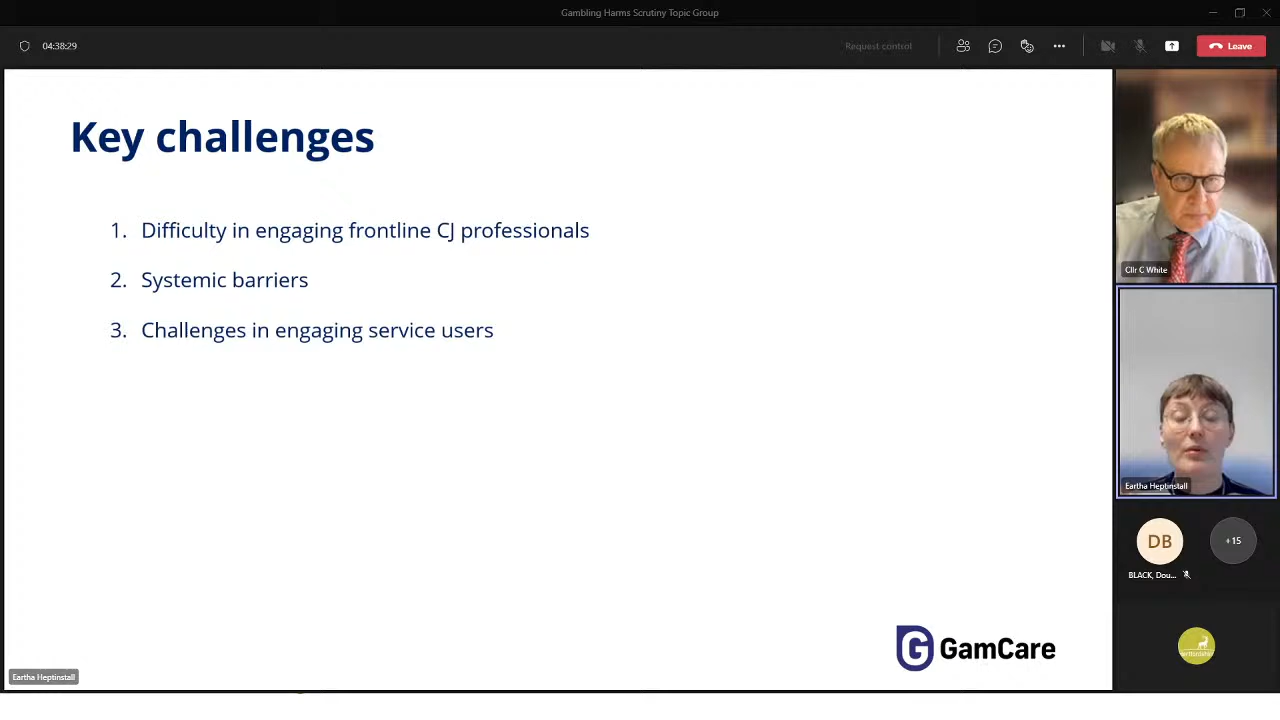 Gambling Harms Scrutiny Topic Group
04:38:29
Request control
Leave
Key challenges
1. Difficulty in engaging frontline CJ professionals
2. Systemic barriers
3. Challenges in engaging service users
GamCare
Eartha Heptinstall
Cllr C White
Eartha Heptinstall
DB
+15
BLACK, Dou...